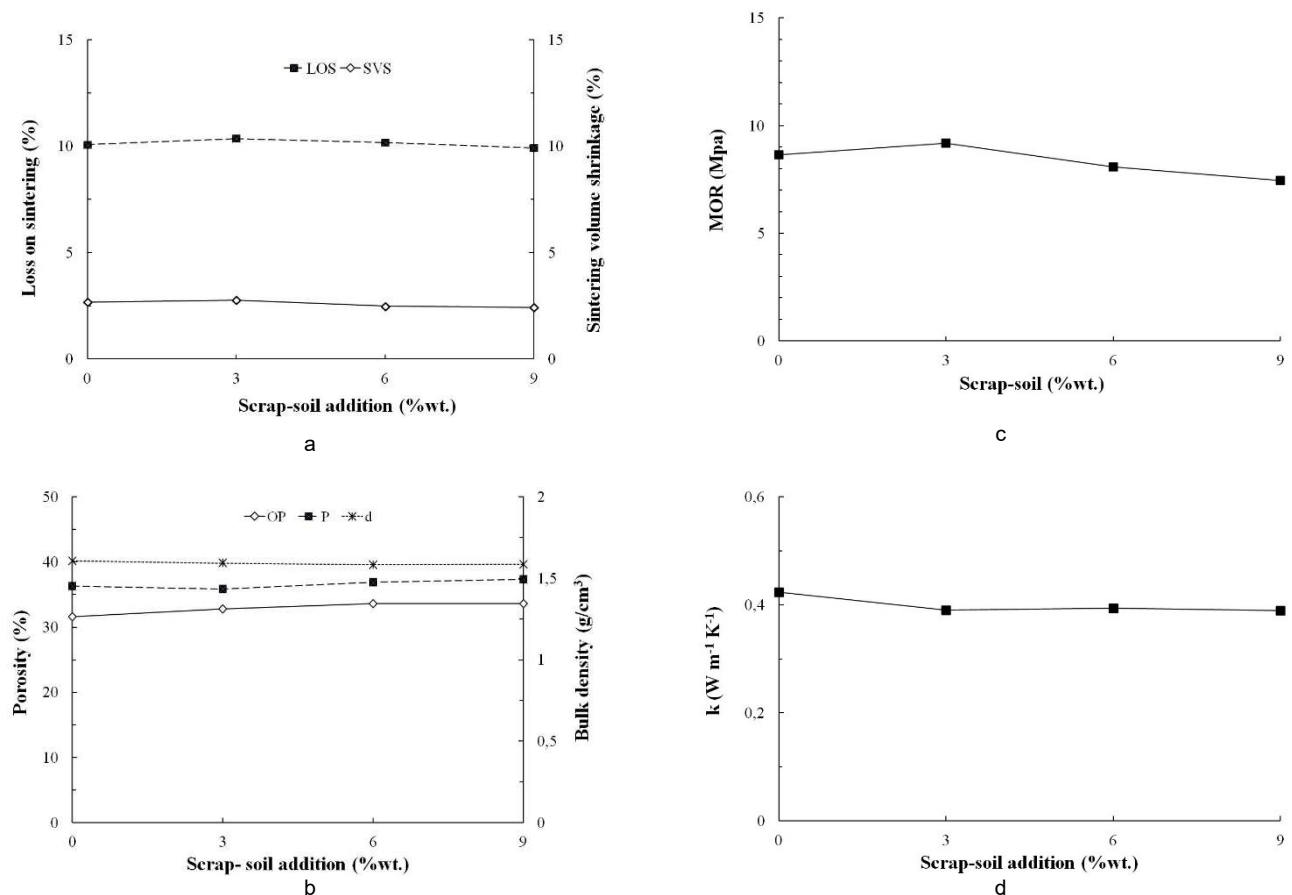 15
10
5
0
Loss on sintering (%)
LOS SVS
15
10
5
0
Sintering volume shrinkage (%)
0 3 6 9
Scrap-soil addition (%wt.)
a
15
10
5
0
MOR (Mpa)
0 3 6 9
Scrap-soil (%wt.)
c
50
40
30
20
10
0
Porosity (%)
OP P d
2
1,5
1
0,5
0
Bulk density (g/cm³)
0 3 6 9
Scrap- soil addition (%wt.)
b
0,6
0,4
0,2
0
k (W m⁻¹ K⁻¹)
0 3 6 9
Scrap-soil addition (%wt.)
d